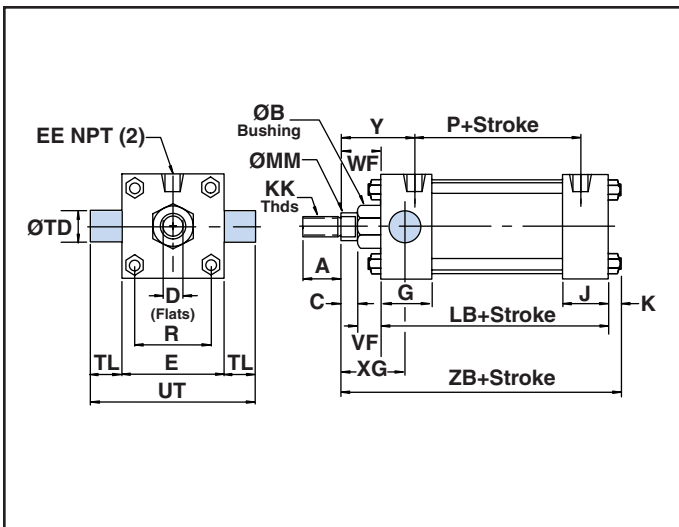 ØB
Bushing
Y
P+Stroke
EE NPT (2)
ØMM
WF
KK
Thds
ØTD
A
D
(Flats)
C
G
J
K
R
VF
LB+Stroke
TL
E
TL
XG
ZB+Stroke
UT